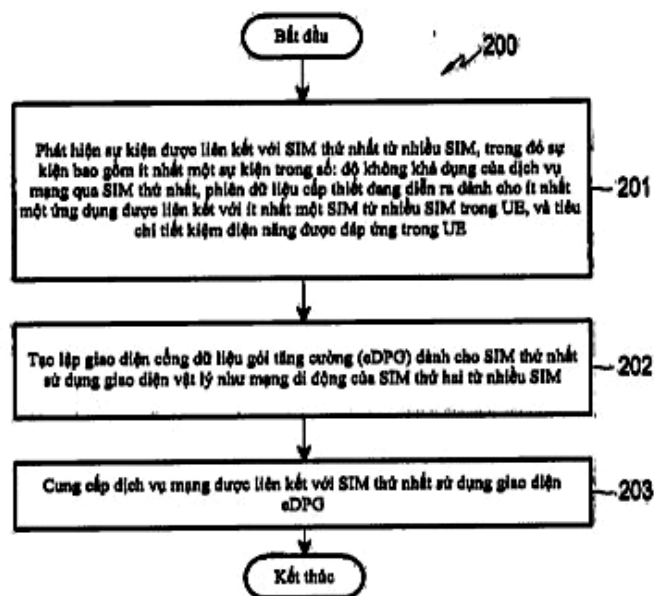 Bắt đầu
200
Phát hiện sự kiện được liên kết với SIM thứ nhất từ nhiều SIM, trong đó sự
kiện bao gồm ít nhất một sự kiện trong số: độ không khả dụng của dịch vụ
mạng qua SIM thứ nhất, phiên dữ liệu cấp thiết đang diễn ra dành cho ít nhất
một ứng dụng được liên kết với ít nhất một SIM từ nhiều SIM trong UE, và tiêu
chí tiết kiệm điện năng được đáp ứng trong UE
201
Tạo lập giao diện cổng dữ liệu gói tăng cường (eDPG) dành cho SIM thứ nhất
sử dụng giao diện vật lý như mạng di động của SIM thứ hai từ nhiều SIM
202
Cung cấp dịch vụ mạng được liên kết với SIM thứ nhất sử dụng giao diện
eDPG
203
Kết thúc